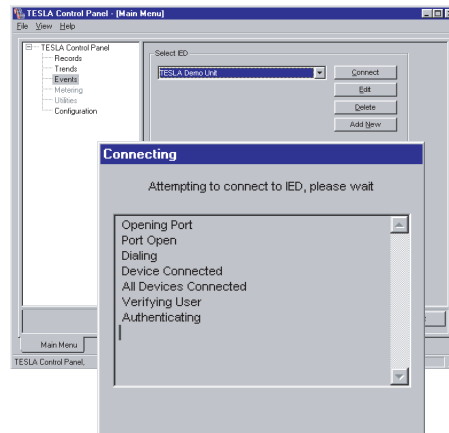 TESLA Control Panel - [Main Menu]
File View Help
TESLA Control Panel
Records
Trends
Events
Metering
Utilities
Configuration
Select IED
TESLA Demo Unit
Connect
Edit
Delete
Add New
Connecting
Attempting to connect to IED, please wait
Opening Port
Port Open
Dialing
Device Connected
All Devices Connected
Verifying User
Authenticating
Main Menu
TESLA Control Panel,